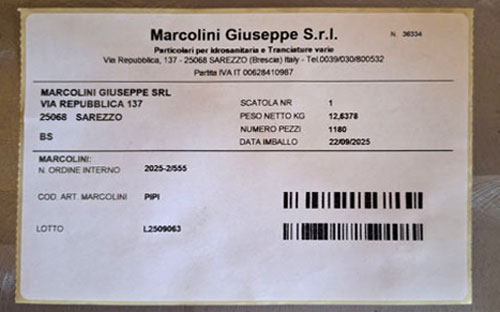 Marcolini Giuseppe S.r.l.
N. 36334
Particolari per Idrosanitaria e Tranciature varie
Via Repubblica, 137 - 25068 SAREZZO (Brescia) Italy - Tel.0039/030/800532
Partita IVA IT 00628410987
MARCOLINI GIUSEPPE SRL
VIA REPUBBLICA 137
25068 SAREZZO
BS
SCATOLA NR 1
PESO NETTO KG 12,6378
NUMERO PEZZI 1180
DATA IMBALLO 22/09/2025
MARCOLINI:
N. ORDINE INTERNO 2025-2/555
COD. ART. MARCOLINI PIPI
LOTTO L2509063